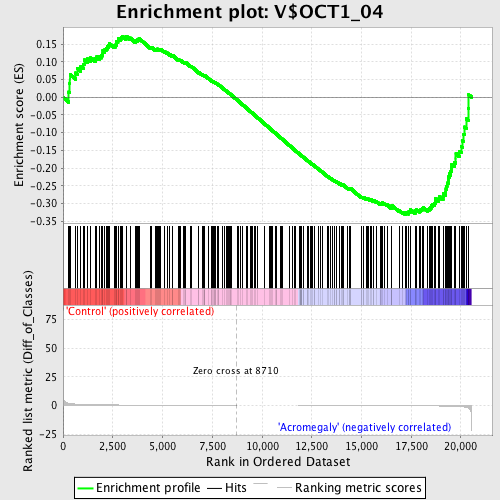 Enrichment plot: V$OCT1_04
Enrichment score (ES)
0.15
0.10
0.05
0.00
-0.05
-0.10
-0.15
-0.20
-0.25
-0.30
-0.35
Ranked list metric (Diff_of_Classes)
75
50
25
0
-25
'Control' (positively correlated)
Zero cross at 8710
'Acromegaly' (negatively correlated)
0
2,500
5,000
7,500
10,000
12,500
15,000
17,500
20,000
Rank in Ordered Dataset
Enrichment profile
Hits
Ranking metric scores